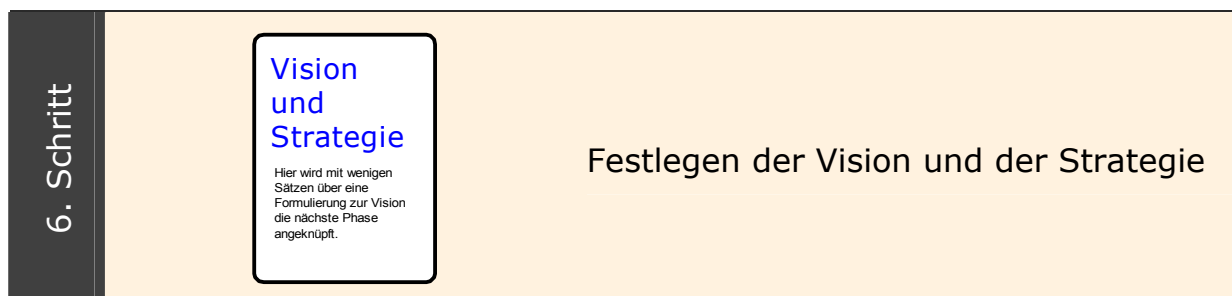 6. Schritt
Vision
und
Strategie
Hier wird mit wenigen
Sätzen über eine
Formulierung zur Vision
die nächste Phase
angeknüpft.
Festlegen der Vision und der Strategie